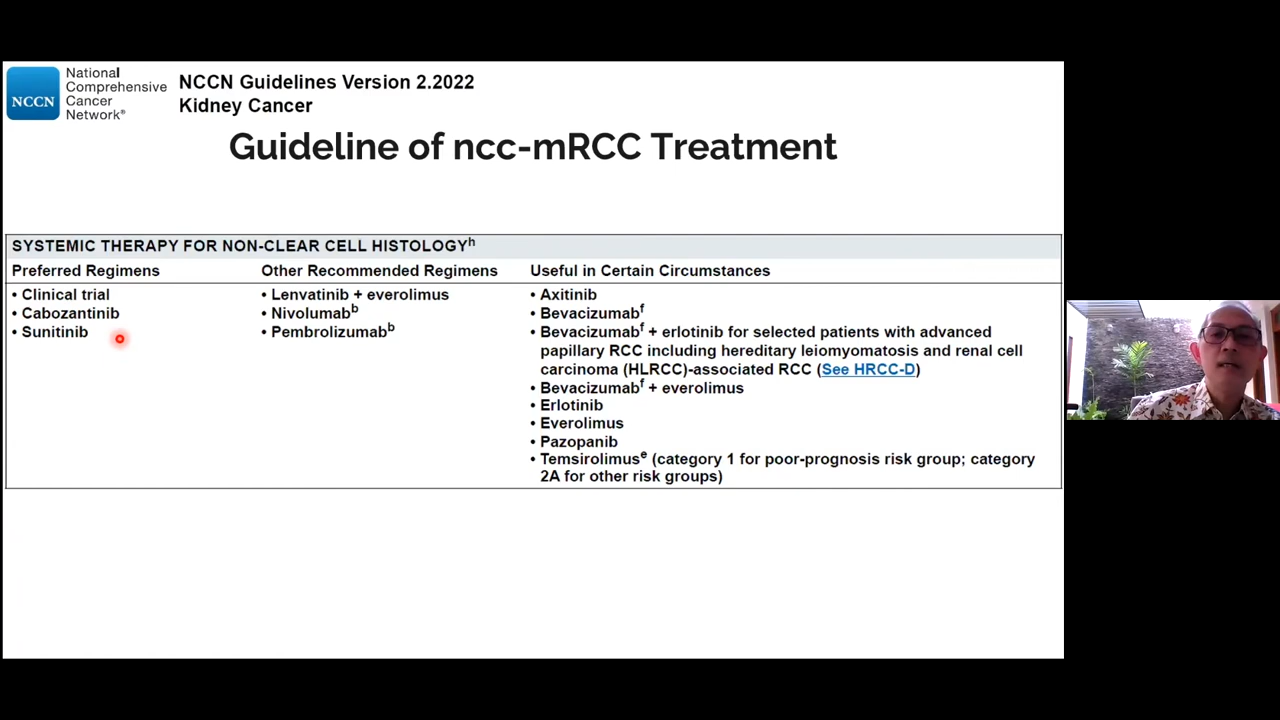 NCCN
National
Comprehensive
Cancer
Network®
NCCN Guidelines Version 2.2022
Kidney Cancer
Guideline of ncc-mRCC Treatment
SYSTEMIC THERAPY FOR NON-CLEAR CELL HISTOLOGYʰ
Preferred Regimens
• Clinical trial
• Cabozantinib
• Sunitinib
Other Recommended Regimens
• Lenvatinib + everolimus
• Nivolumabᵇ
• Pembrolizumabᵇ
Useful in Certain Circumstances
• Axitinib
• Bevacizumabᶠ
• Bevacizumabᶠ + erlotinib for selected patients with advanced
papillary RCC including hereditary leiomyomatosis and renal cell
carcinoma (HLRCC)-associated RCC (See HRCC-D)
• Bevacizumabᶠ + everolimus
• Erlotinib
• Everolimus
• Pazopanib
• Temsirolimusᵉ (category 1 for poor-prognosis risk group; category
2A for other risk groups)